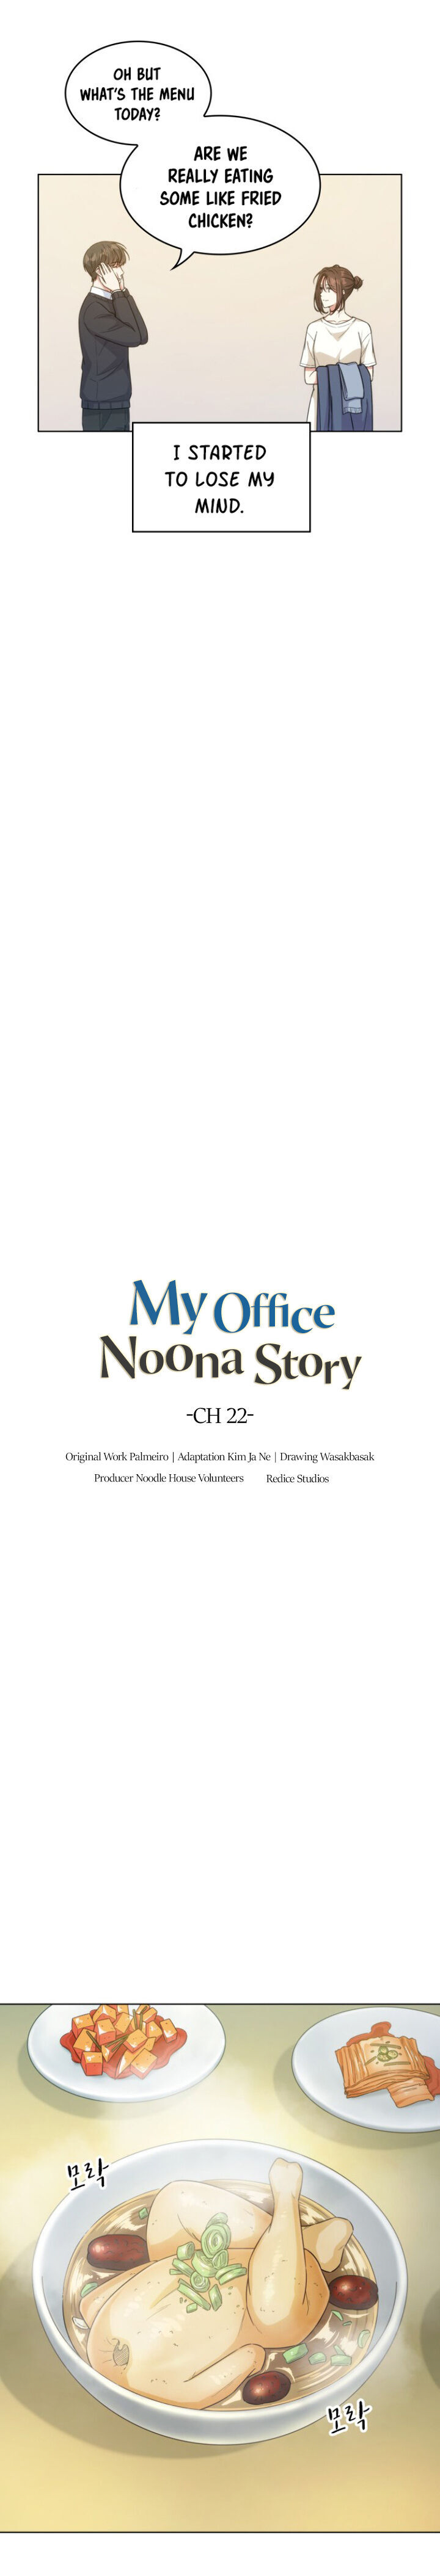 OH BUT
WHAT'S THE MENU
TODAY?
ARE WE
REALLY EATING
SOME LIKE FRIED
CHICKEN?
I STARTED
TO LOSE MY
MIND.
My Office
Noona Story
-CH 22-
Original Work Palmeiro | Adaptation Kim Ja Ne | Drawing Wasakbasak
Producer Noodle House Volunteers Redice Studios
모락
모락